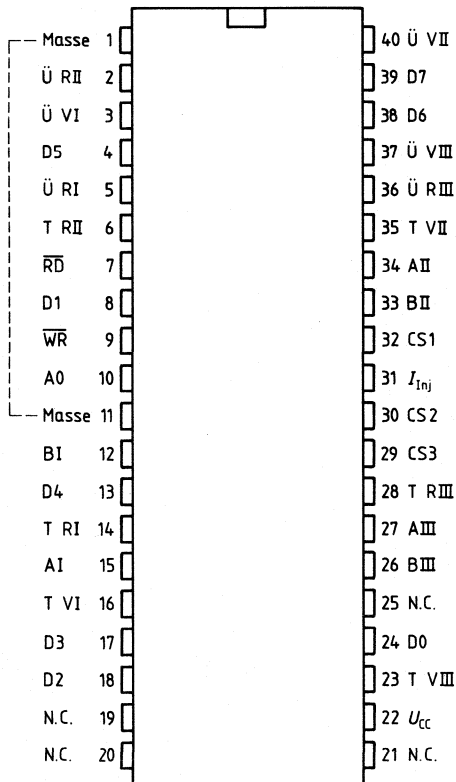 Masse 1 40 Ü VII
Ü RII 2 39 D7
Ü VI 3 38 D6
D5 4 37 Ü VIII
Ü RI 5 36 Ü RIII
T RII 6 35 T VII
R̅D̅ 7 34 AII
D1 8 33 BII
W̅R̅ 9 32 CS1
A0 10 31 I_Inj
Masse 11 30 CS2
BI 12 29 CS3
D4 13 28 T RIII
T RI 14 27 AIII
AI 15 26 BIII
T VI 16 25 N.C.
D3 17 24 D0
D2 18 23 T VIII
N.C. 19 22 U_CC
N.C. 20 21 N.C.